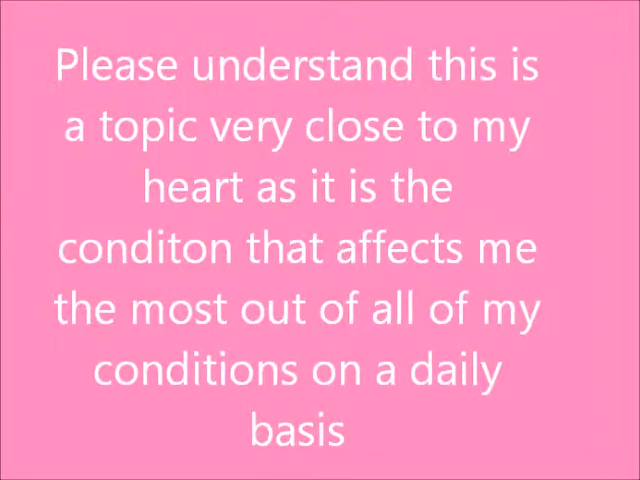 Please understand this is
a topic very close to my
heart as it is the
conditon that affects me
the most out of all of my
conditions on a daily
basis